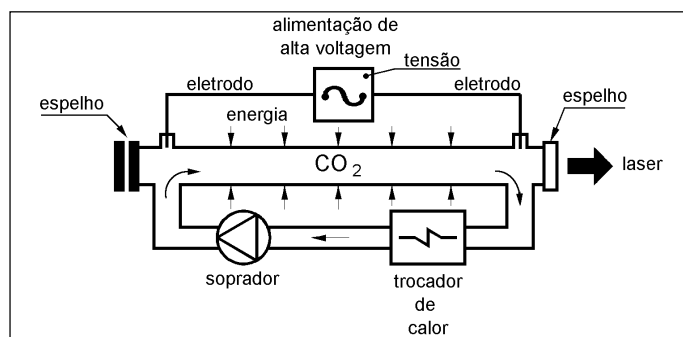 alimentação de
alta voltagem
tensão
eletrodo
eletrodo
espelho
espelho
energia
CO₂
laser
soprador
trocador
de
calor